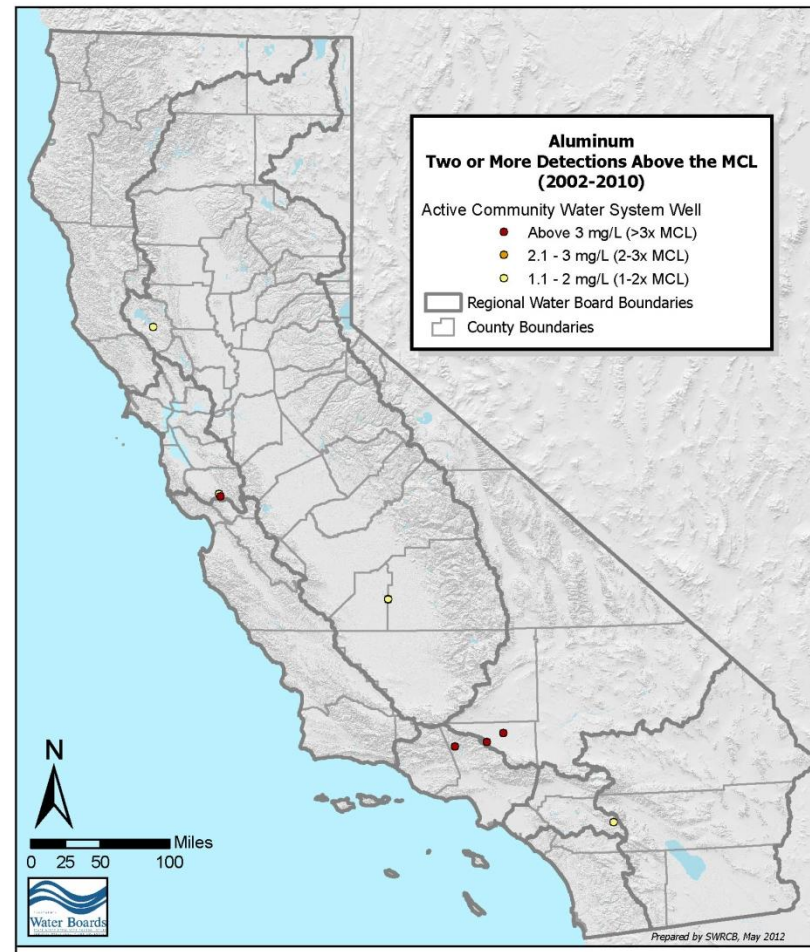 Aluminum
Two or More Detections Above the MCL
(2002-2010)
Active Community Water System Well
Above 3 mg/L (>3x MCL)
2.1 - 3 mg/L (2-3x MCL)
1.1 - 2 mg/L (1-2x MCL)
Regional Water Board Boundaries
County Boundaries
N
Miles
0 25 50 100
Water Boards
Prepared by SWRCB, May 2012